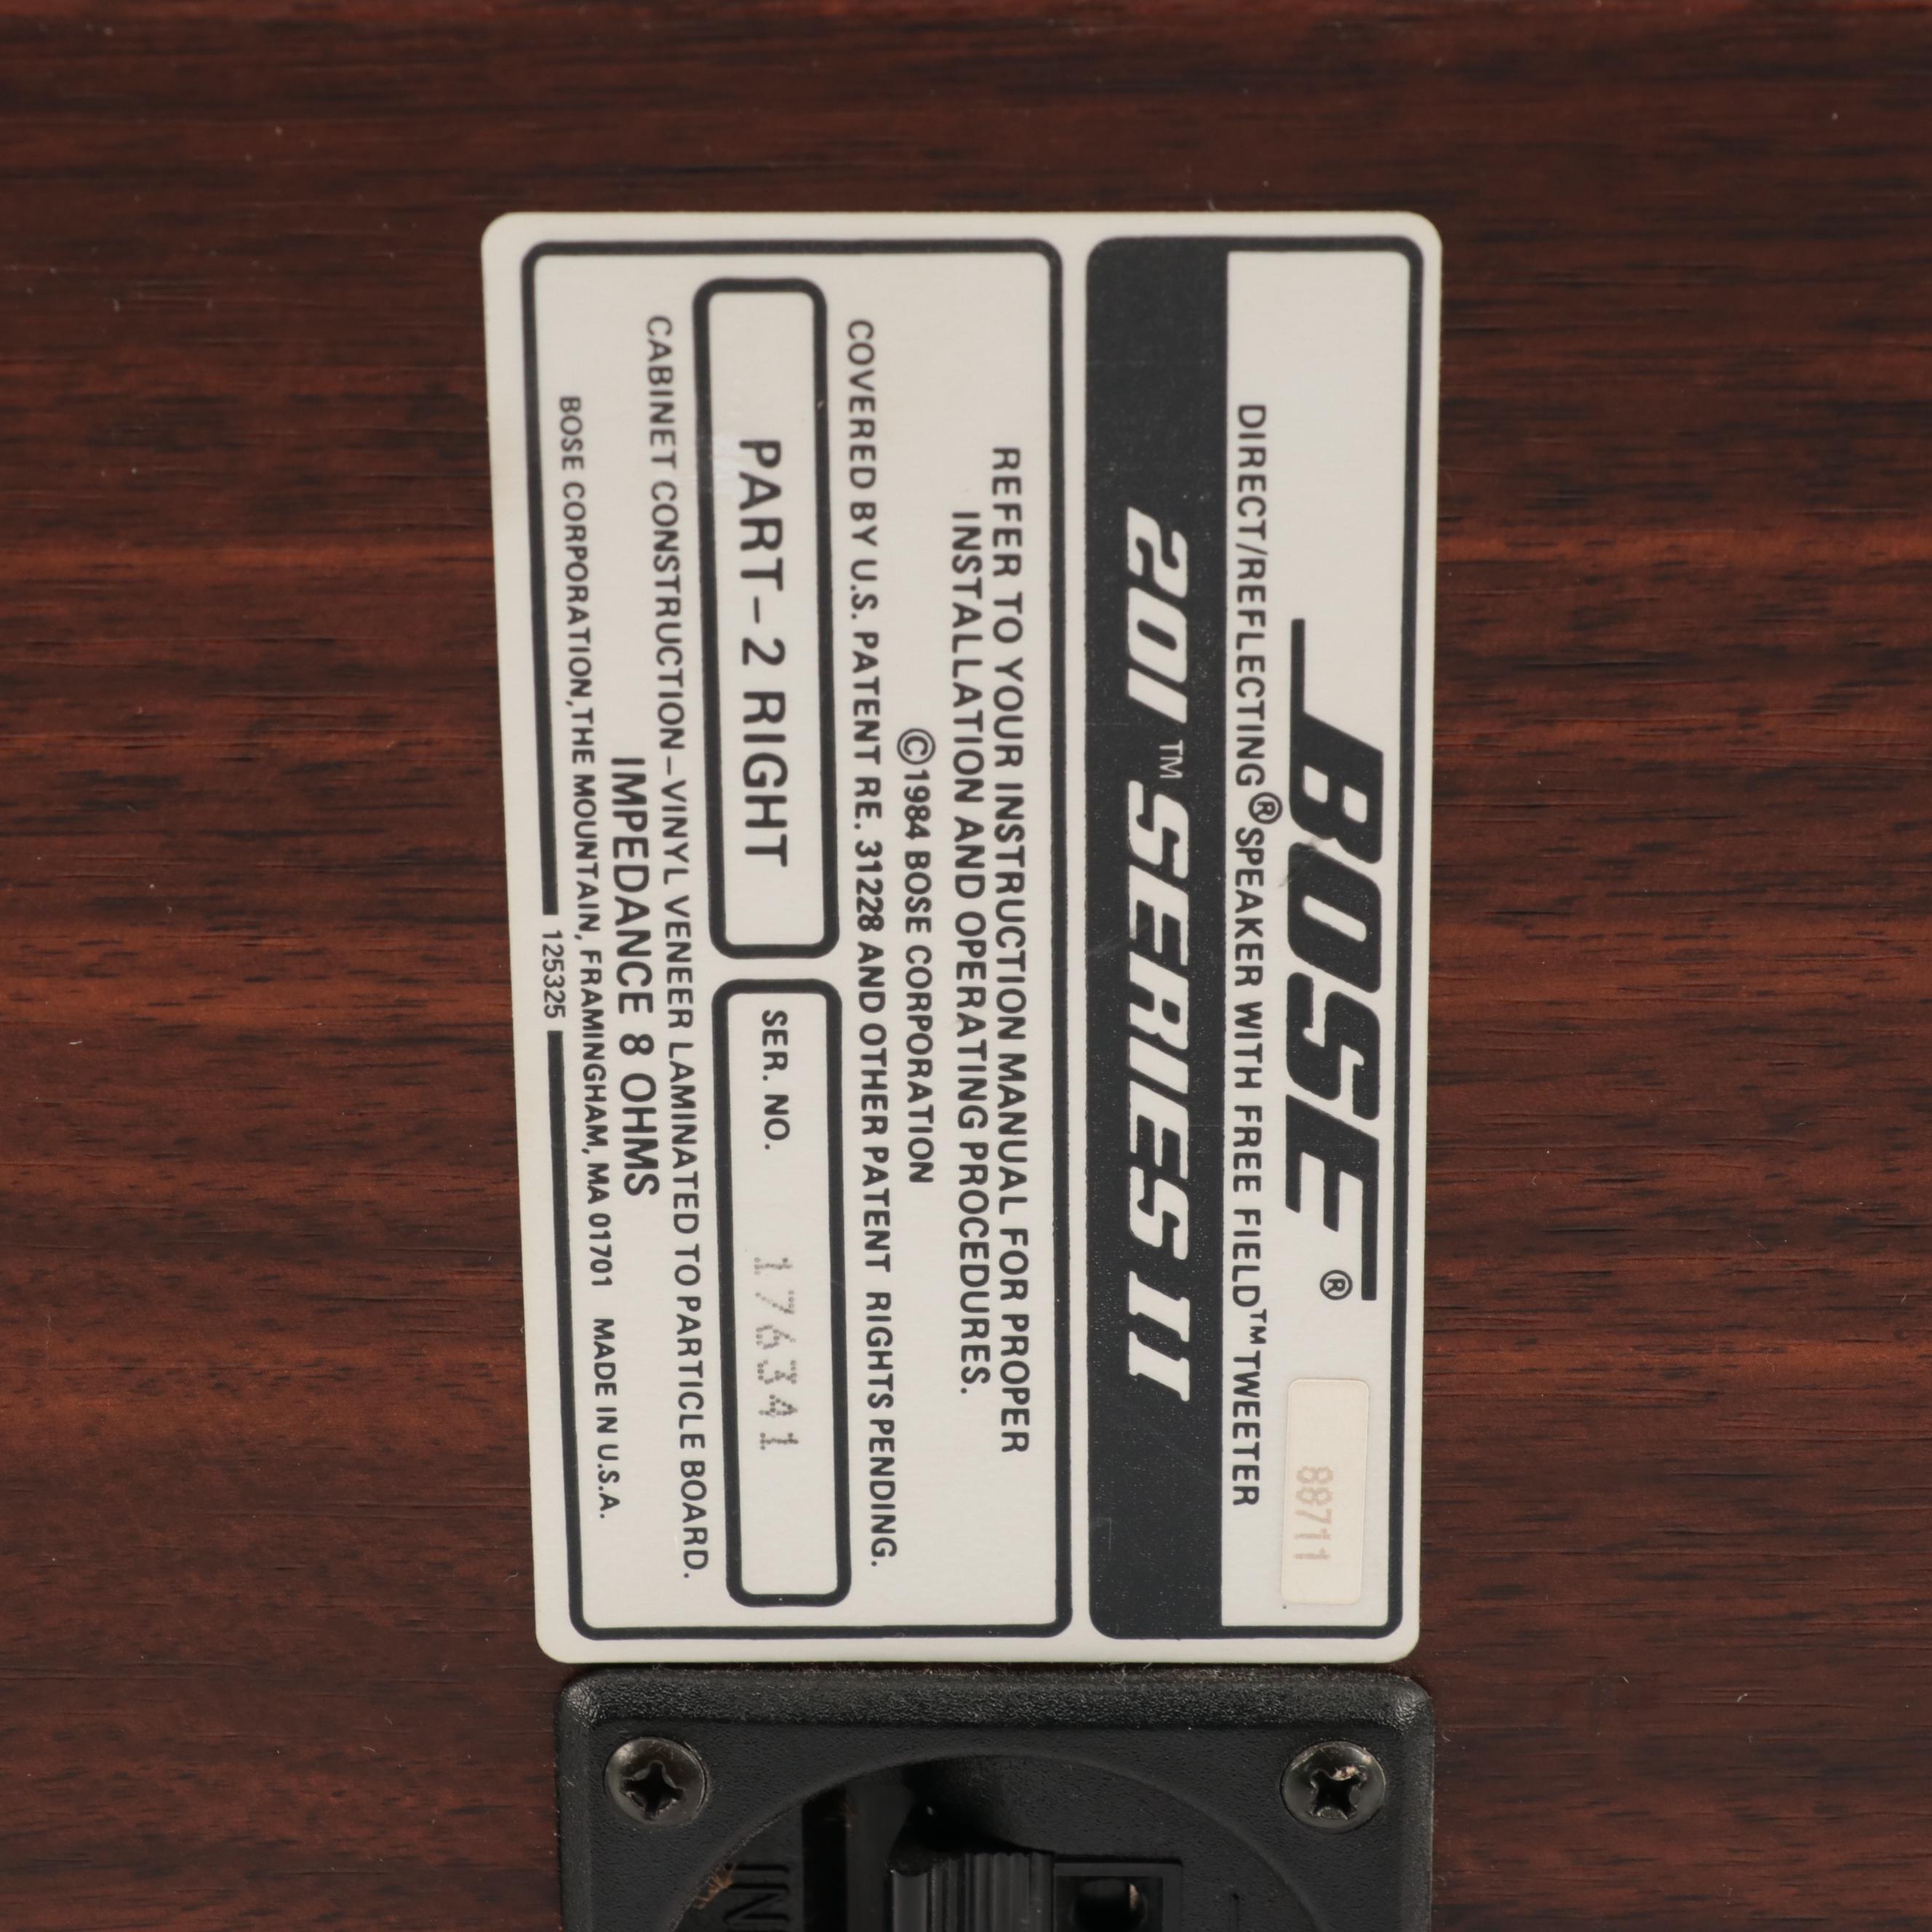 BOSE®
88711
DIRECT/REFLECTING® SPEAKER WITH FREE FIELD™ TWEETER
201™ SERIES II
REFER TO YOUR INSTRUCTION MANUAL FOR PROPER
INSTALLATION AND OPERATING PROCEDURES.
©1984 BOSE CORPORATION
COVERED BY U.S. PATENT RE. 31228 AND OTHER PATENT RIGHTS PENDING.
PART-2 RIGHT
SER. NO. 176341
CABINET CONSTRUCTION-VINYL VENEER LAMINATED TO PARTICLE BOARD.
IMPEDANCE 8 OHMS
BOSE CORPORATION, THE MOUNTAIN, FRAMINGHAM, MA 01701 MADE IN U.S.A.
125325